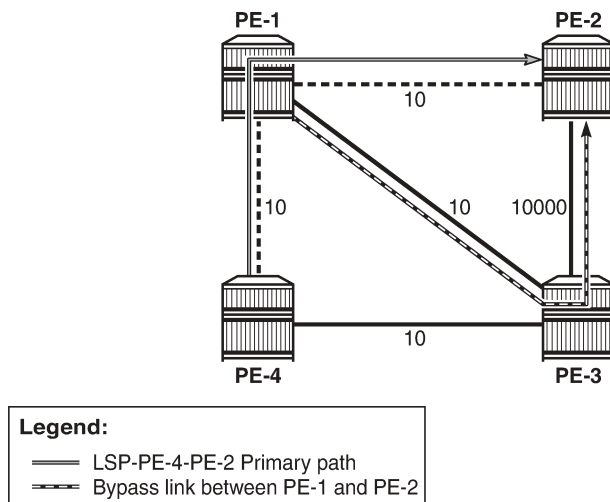 PE-1
PE-2
10
10
10
10000
10
PE-4
PE-3
Legend:
LSP-PE-4-PE-2 Primary path
Bypass link between PE-1 and PE-2